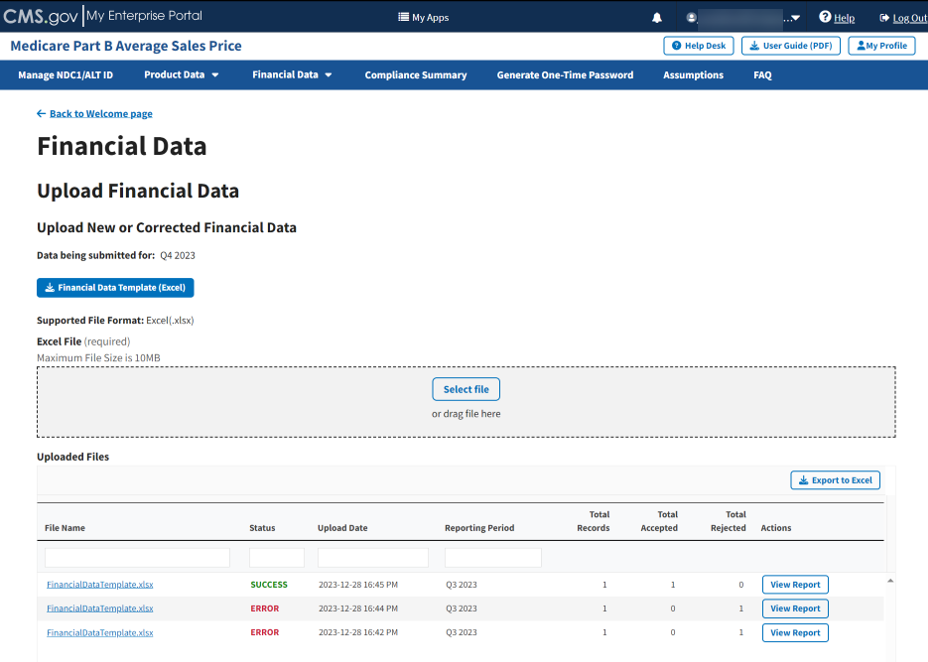 CMS.gov My Enterprise Portal My Apps ... Help Log Out
Medicare Part B Average Sales Price Help Desk User Guide (PDF) My Profile
Manage NDC1/ALT ID Product Data Financial Data Compliance Summary Generate One-Time Password Assumptions FAQ
Back to Welcome page
Financial Data
Upload Financial Data
Upload New or Corrected Financial Data
Data being submitted for: Q4 2023
Financial Data Template (Excel)
Supported File Format: Excel(.xlsx)
Excel File (required)
Maximum File Size is 10MB
Select file
or drag file here
Uploaded Files
Export to Excel
File Name Status Upload Date Reporting Period Total Records Total Accepted Total Rejected Actions
FinancialDataTemplate.xlsx SUCCESS 2023-12-28 16:45 PM Q3 2023 1 1 0 View Report
FinancialDataTemplate.xlsx ERROR 2023-12-28 16:44 PM Q3 2023 1 0 1 View Report
FinancialDataTemplate.xlsx ERROR 2023-12-28 16:42 PM Q3 2023 1 0 1 View Report